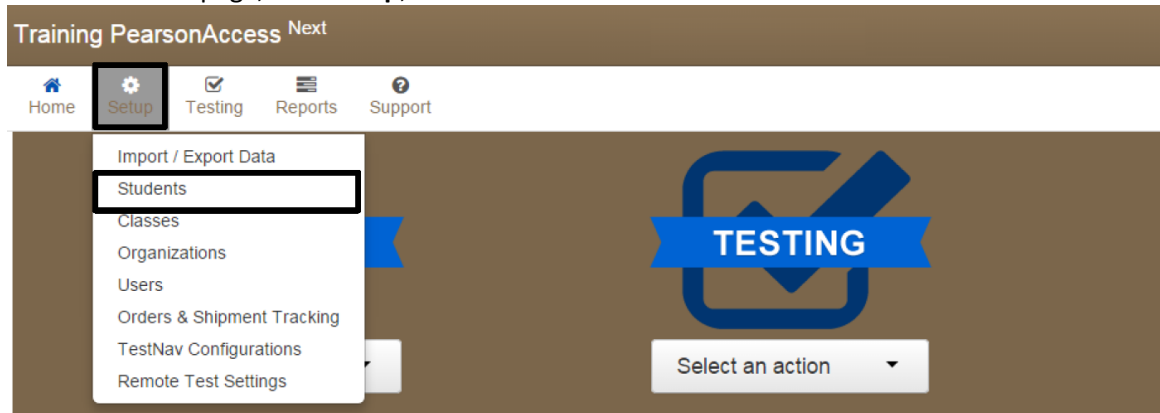 Training PearsonAccess Next
Home Setup Testing Reports Support
Import / Export Data
Students
Classes
Organizations
Users
Orders & Shipment Tracking
TestNav Configurations
Remote Test Settings
TESTING
Select an action